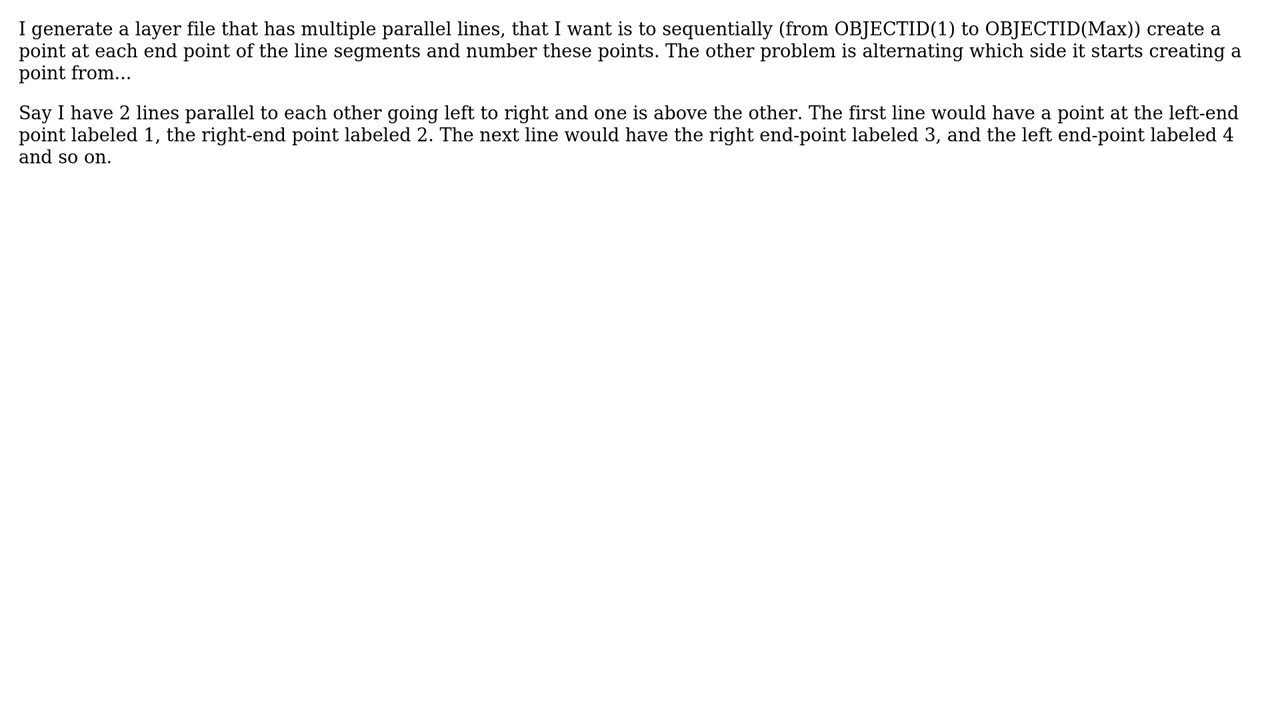 I generate a layer file that has multiple parallel lines, that I want is to sequentially (from OBJECTID(1) to OBJECTID(Max)) create a
point at each end point of the line segments and number these points. The other problem is alternating which side it starts creating a
point from...
Say I have 2 lines parallel to each other going left to right and one is above the other. The first line would have a point at the left-end
point labeled 1, the right-end point labeled 2. The next line would have the right end-point labeled 3, and the left end-point labeled 4
and so on.